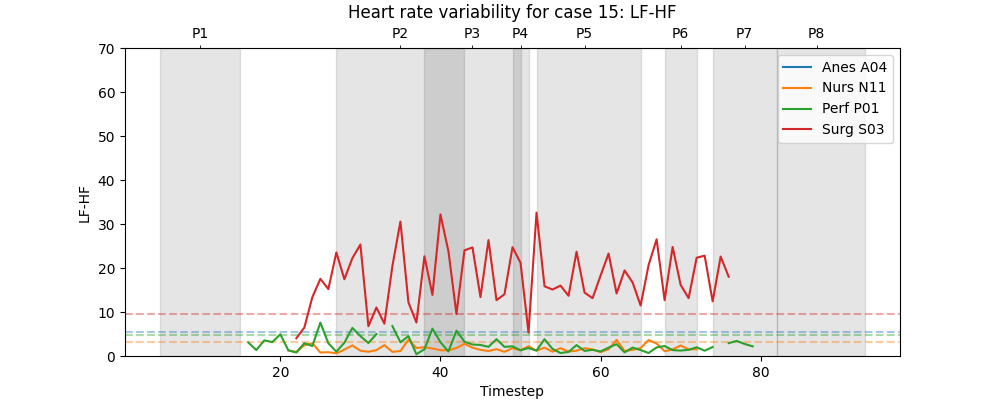 Heart rate variability for case 15: LF-HF
P1 P2 P3 P4 P5 P6 P7 P8
70
60
50
40
30
20
10
0
LF-HF
Anes A04
Nurs N11
Perf P01
Surg S03
20 40 60 80
Timestep